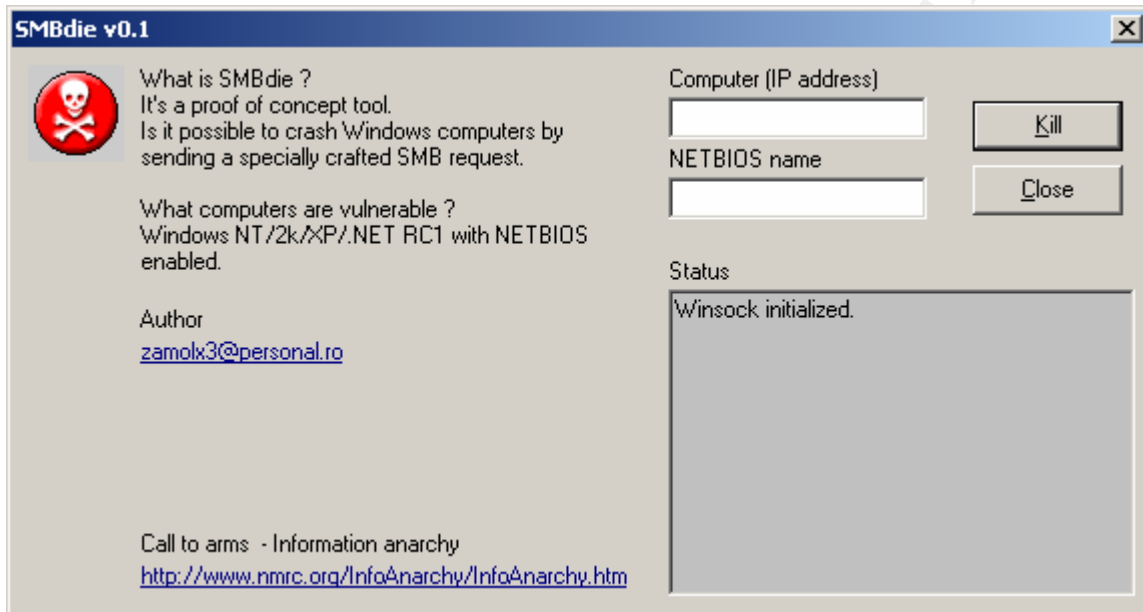 SMBdie v0.1
What is SMBdie ?
It's a proof of concept tool.
Is it possible to crash Windows computers by
sending a specially crafted SMB request.
What computers are vulnerable ?
Windows NT/2k/XP/.NET RC1 with NETBIOS
enabled.
Author
zamolx3@personal.ro
Call to arms - Information anarchy
http://www.nmrc.org/InfoAnarchy/InfoAnarchy.htm
Computer (IP address)
Kill
NETBIOS name
Close
Status
Winsock initialized.